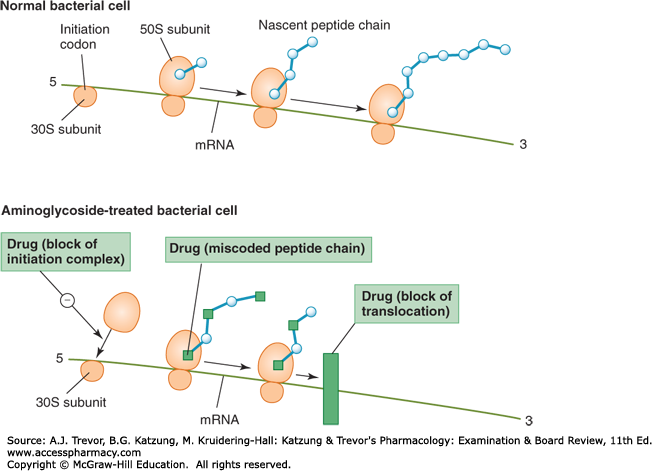 Normal bacterial cell
Initiation
codon
50S subunit
Nascent peptide chain
5
30S subunit
mRNA
3
Aminoglycoside-treated bacterial cell
Drug (block of
initiation complex)
Drug (miscoded peptide chain)
Drug (block of
translocation)
–
5
30S subunit
mRNA
3
Source: A.J. Trevor, B.G. Katzung, M. Kruidering-Hall: Katzung & Trevor's Pharmacology: Examination & Board Review, 11th Ed.
www.accesspharmacy.com
Copyright © McGraw-Hill Education.  All rights reserved.